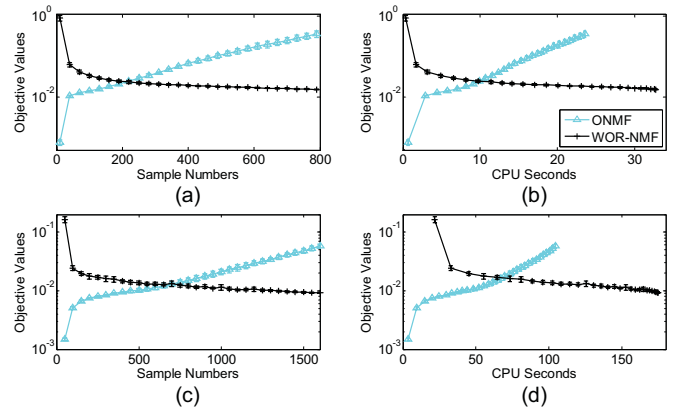 10^0
10^-2
Objective Values
0 200 400 600 800
Sample Numbers
(a)
10^0
10^-2
Objective Values
0 10 20 30
CPU Seconds
ONMF
WOR-NMF
(b)
10^-1
10^-2
10^-3
Objective Values
0 500 1000 1500
Sample Numbers
(c)
10^-1
10^-2
10^-3
Objective Values
0 50 100 150
CPU Seconds
(d)